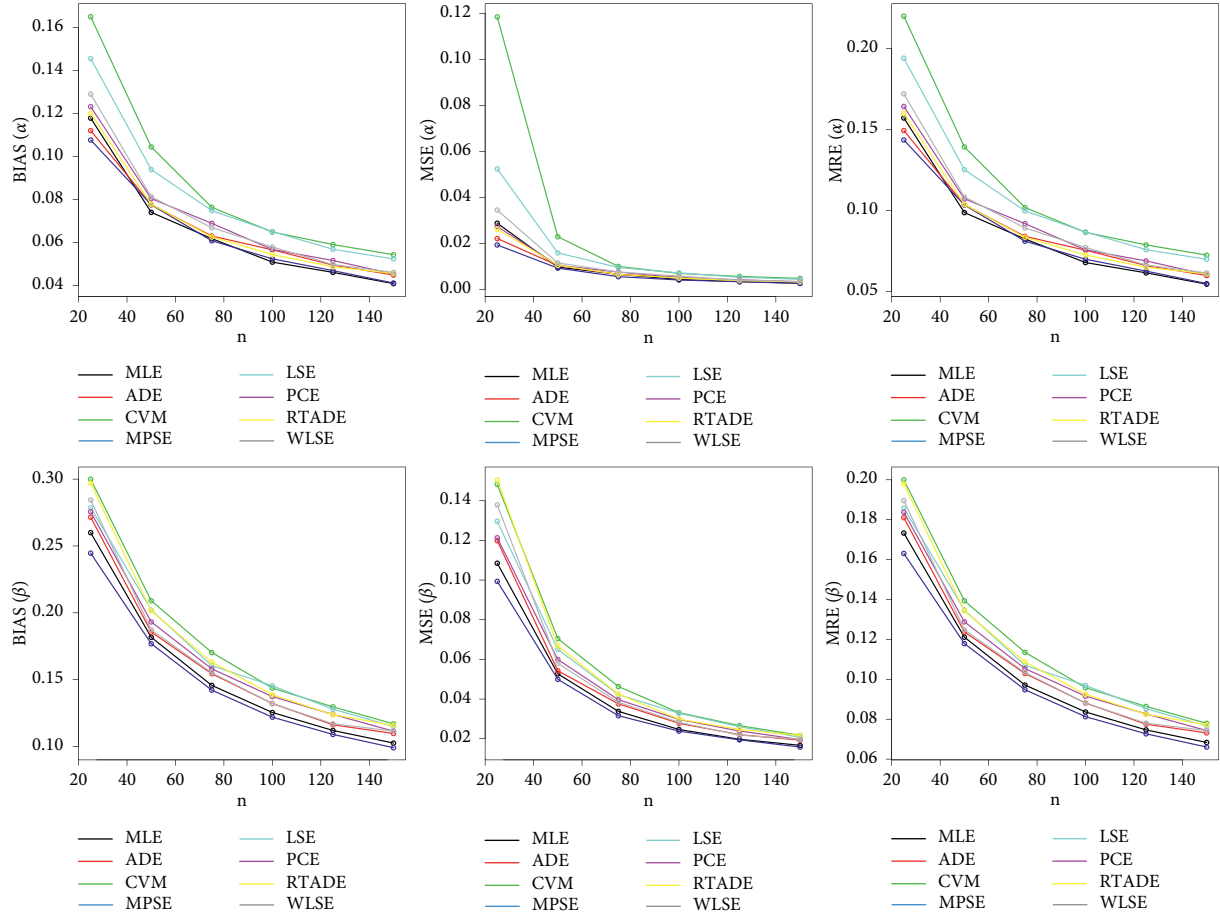 BIAS (α)
0.16
0.14
0.12
0.10
0.08
0.06
0.04
20 40 60 80 100 120 140
n
MLE LSE
ADE PCE
CVM RTADE
MPSE WLSE
MSE (α)
0.12
0.10
0.08
0.06
0.04
0.02
0.00
20 40 60 80 100 120 140
n
MLE LSE
ADE PCE
CVM RTADE
MPSE WLSE
MRE (α)
0.20
0.15
0.10
0.05
20 40 60 80 100 120 140
n
MLE LSE
ADE PCE
CVM RTADE
MPSE WLSE
BIAS (β)
0.30
0.25
0.20
0.15
0.10
20 40 60 80 100 120 140
n
MLE LSE
ADE PCE
CVM RTADE
MPSE WLSE
MSE (β)
0.14
0.12
0.10
0.08
0.06
0.04
0.02
20 40 60 80 100 120 140
n
MLE LSE
ADE PCE
CVM RTADE
MPSE WLSE
MRE (β)
0.20
0.18
0.16
0.14
0.12
0.10
0.08
0.06
20 40 60 80 100 120 140
n
MLE LSE
ADE PCE
CVM RTADE
MPSE WLSE